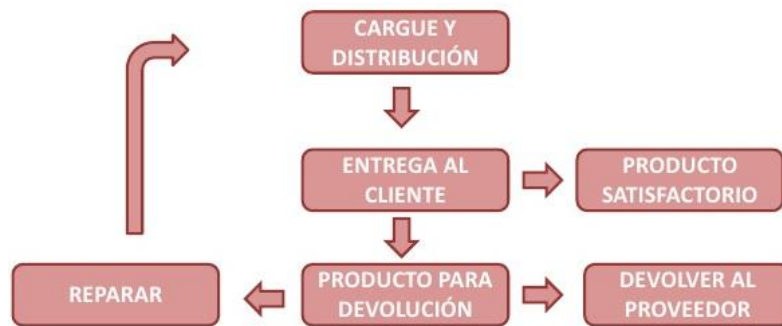 CARGUE Y
DISTRIBUCIÓN
ENTREGA AL
CLIENTE
PRODUCTO
SATISFACTORIO
REPARAR
PRODUCTO PARA
DEVOLUCIÓN
DEVOLVER AL
PROVEEDOR